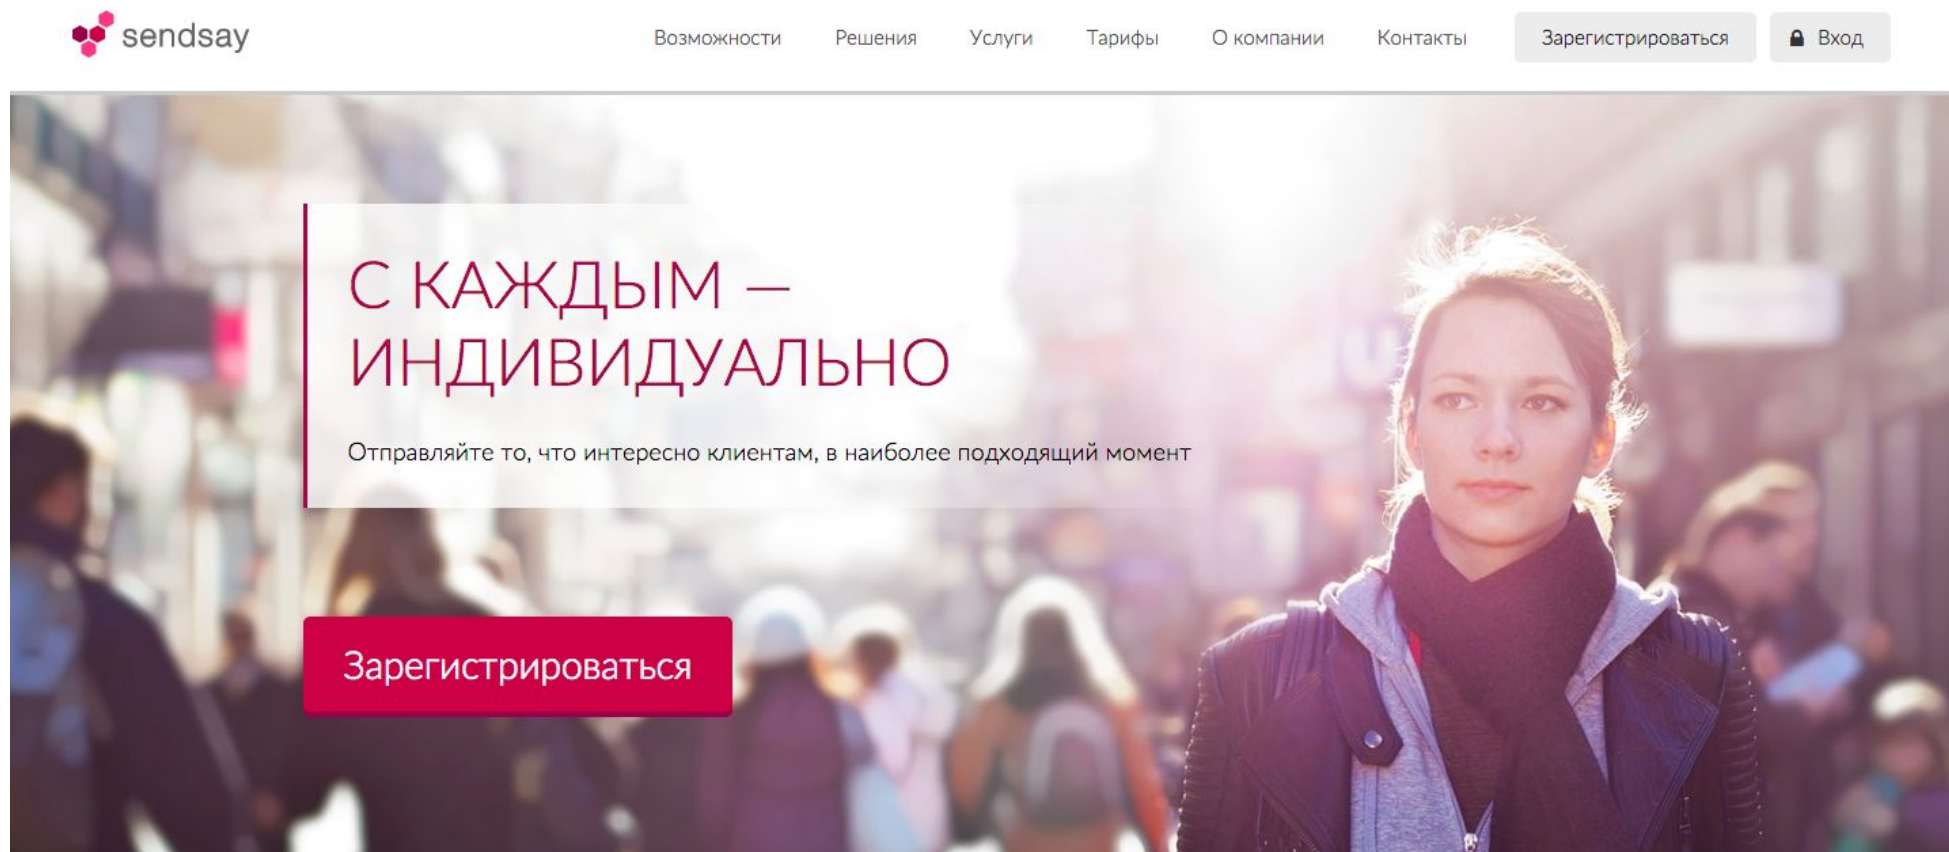 sendsay
Возможности
Решения
Услуги
Тарифы
О компании
Контакты
Зарегистрироваться
Вход
С КАЖДЫМ —
ИНДИВИДУАЛЬНО
Отправляйте то, что интересно клиентам, в наиболее подходящий момент
Зарегистрироваться